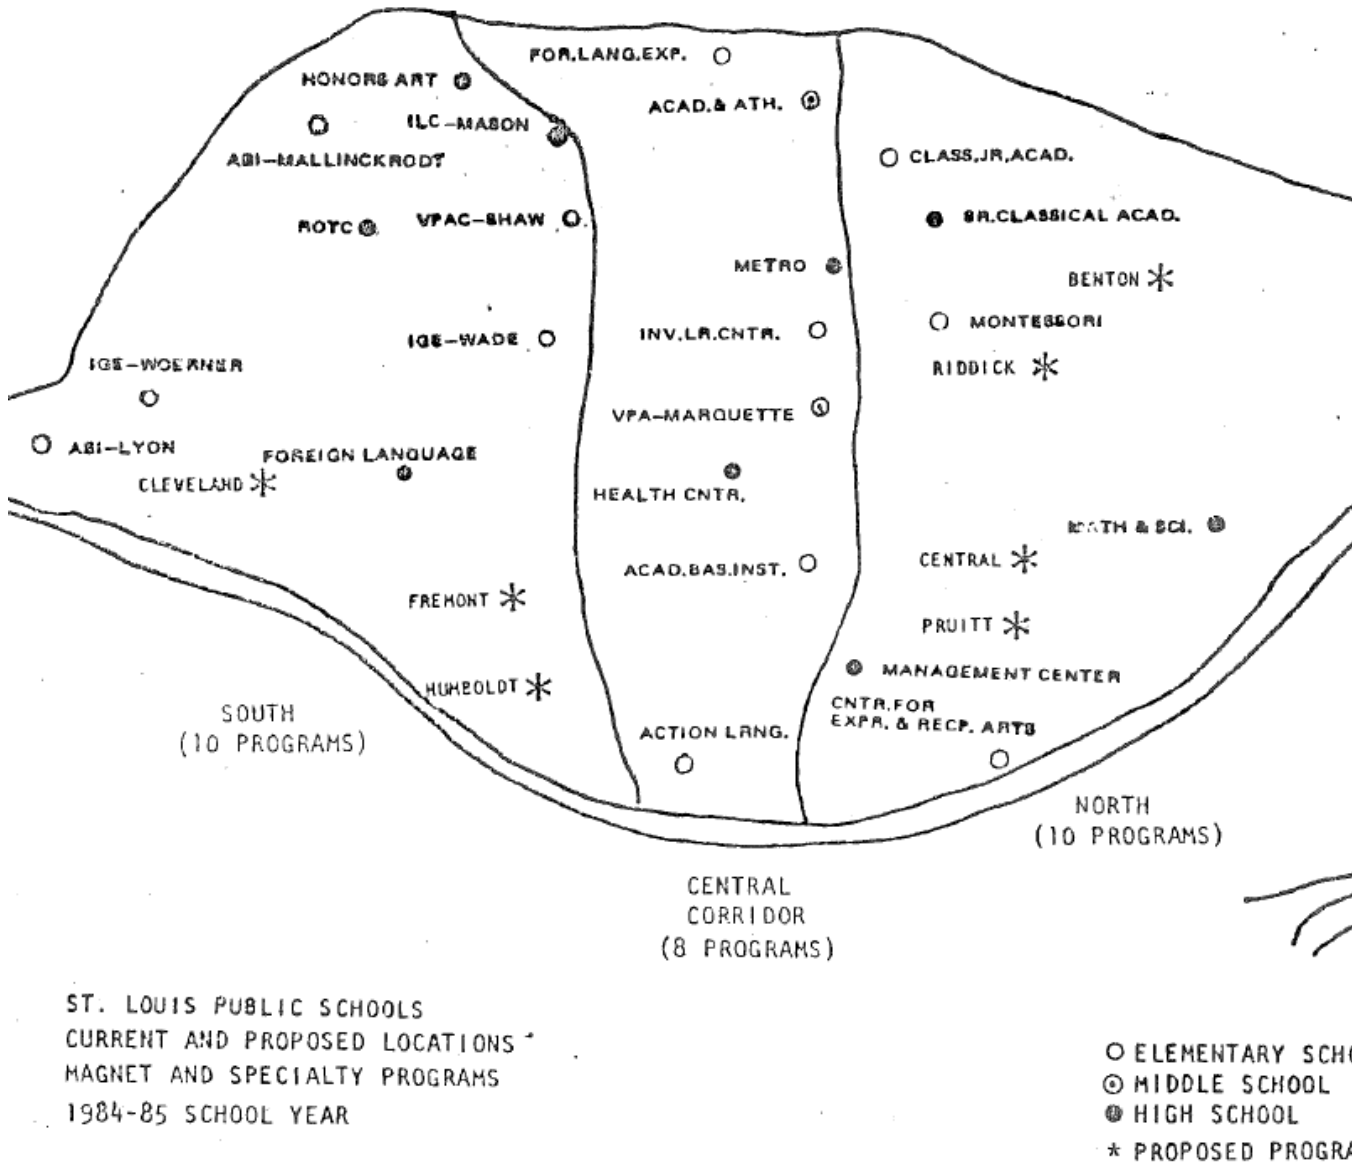 FOR.LANG.EXP.
HONORS ART
ACAD.& ATH.
ILC-MASON
ABI-MALLINCKRODT
CLASS.JR.ACAD.
ROTC
VPAC-SHAW
SR.CLASSICAL ACAD.
METRO
BENTON
IGE-WADE
INV.LR.CNTR.
MONTESSORI
IGE-WOERNER
RIDDICK
VPA-MARQUETTE
ABI-LYON
FOREIGN LANGUAGE
CLEVELAND
HEALTH CNTR.
MATH & SCI.
CENTRAL
ACAD.BAS.INST.
FREMONT
PRUITT
MANAGEMENT CENTER
HUMBOLDT
CNTR.FOR
EXPR. & RECP. ARTS
SOUTH
(10 PROGRAMS)
ACTION LRNG.
NORTH
(10 PROGRAMS)
CENTRAL
CORRIDOR
(8 PROGRAMS)
ST. LOUIS PUBLIC SCHOOLS
CURRENT AND PROPOSED LOCATIONS
MAGNET AND SPECIALTY PROGRAMS
1984-85 SCHOOL YEAR
ELEMENTARY SCHO
MIDDLE SCHOOL
HIGH SCHOOL
* PROPOSED PROGRA